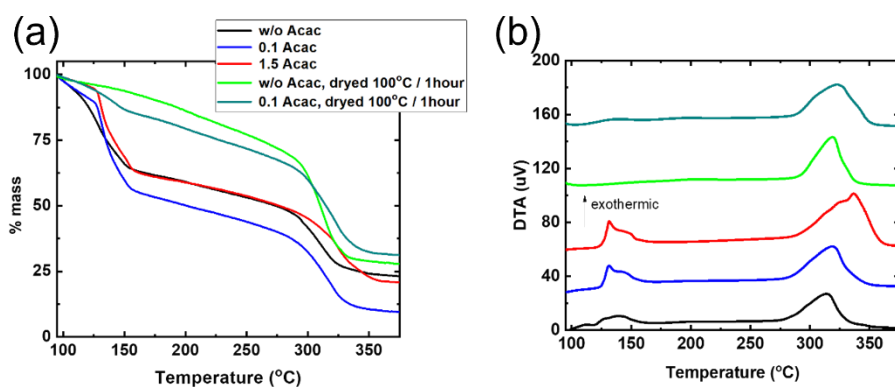 (a)
w/o Acac
0.1 Acac
1.5 Acac
w/o Acac, dryed 100°C / 1hour
0.1 Acac, dryed 100°C / 1hour
100
75
50
25
0
% mass
100 150 200 250 300 350
Temperature (°C)
(b)
200
160
120
80
40
0
DTA (uV)
exothermic
100 150 200 250 300 350
Temperature (°C)